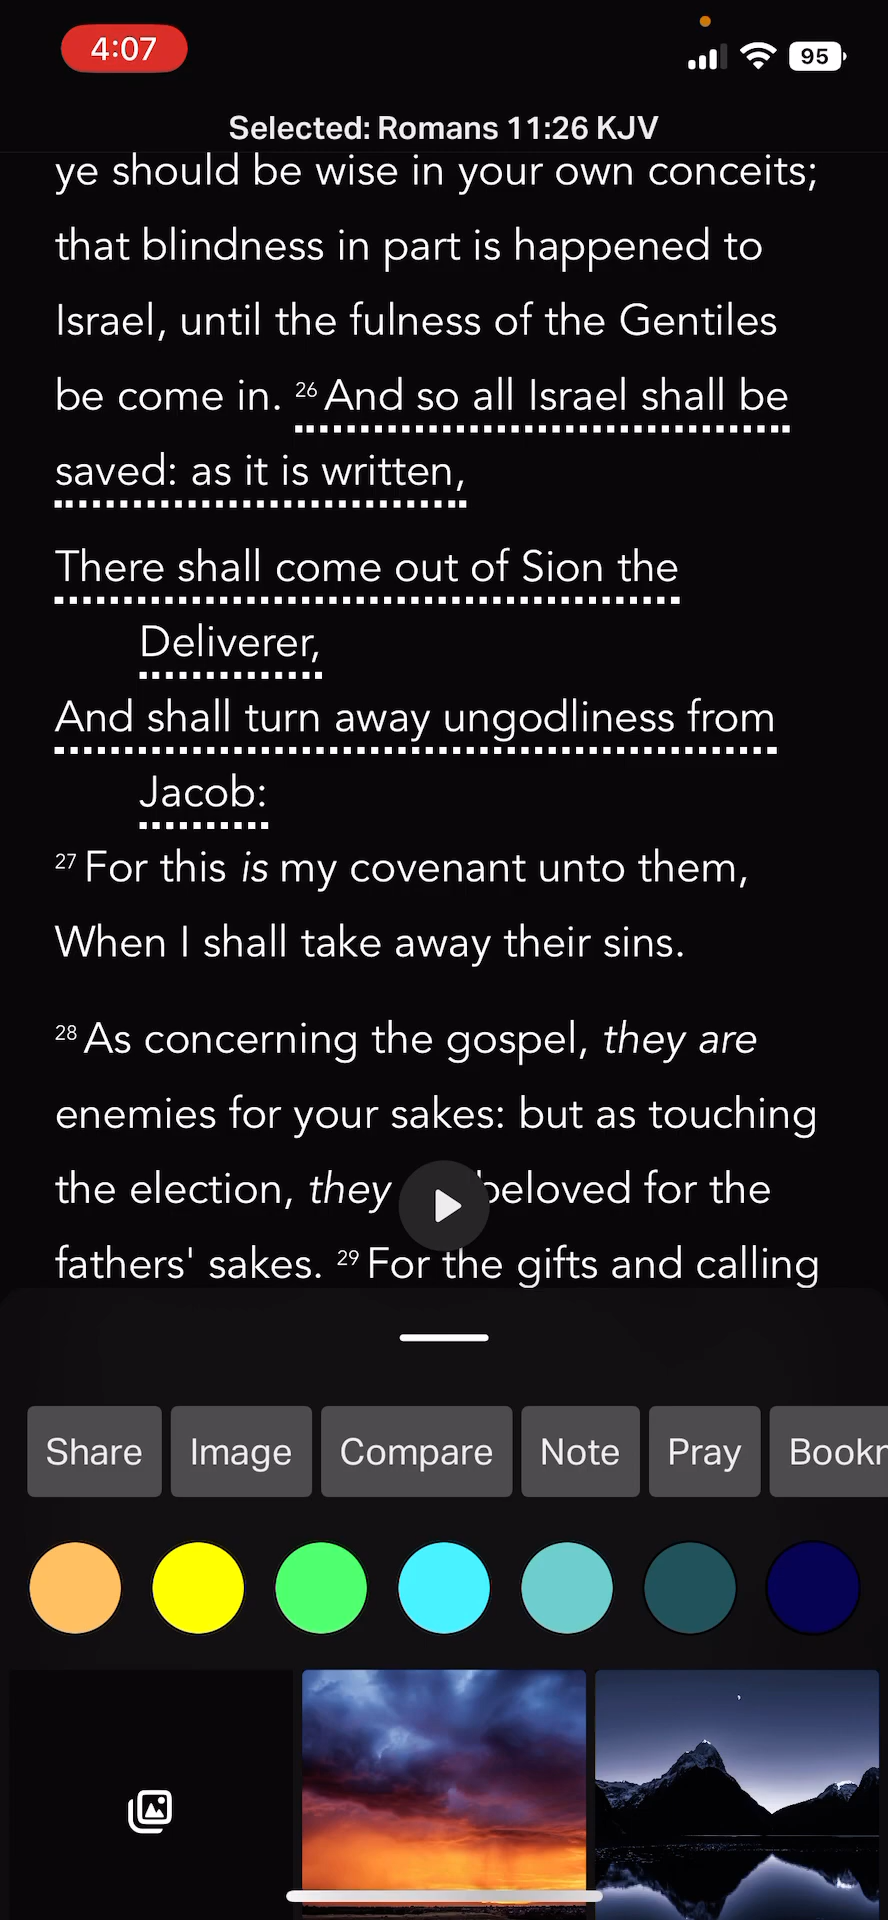 4:07
95
Selected: Romans 11:26 KJV
ye should be wise in your own conceits;
that blindness in part is happened to
Israel, until the fulness of the Gentiles
be come in. 26 And so all Israel shall be
saved: as it is written,
There shall come out of Sion the
Deliverer,
And shall turn away ungodliness from
Jacob:
27 For this is my covenant unto them,
When I shall take away their sins.
28 As concerning the gospel, they are
enemies for your sakes: but as touching
the election, they beloved for the
fathers' sakes. 29 For the gifts and calling
Share
Image
Compare
Note
Pray